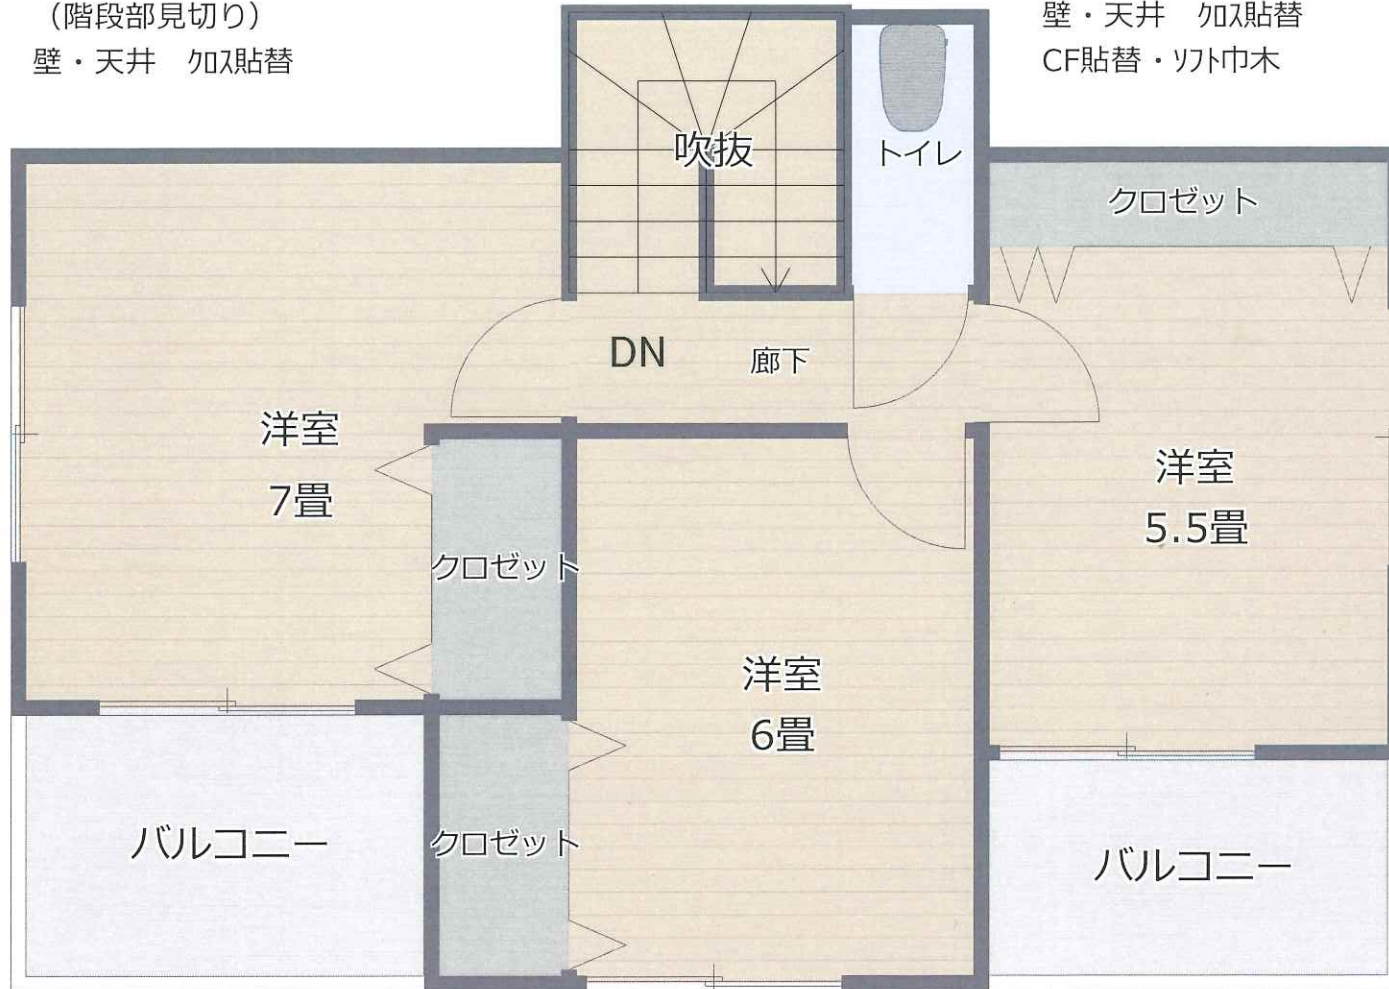 （階段部見切り）
壁・天井　ｸﾛｽ貼替
壁・天井　ｸﾛｽ貼替
CF貼替・ｿﾌﾄ巾木
吹抜
トイレ
クロゼット
DN
廊下
洋室
7畳
洋室
5.5畳
クロゼット
洋室
6畳
バルコニー
クロゼット
バルコニー